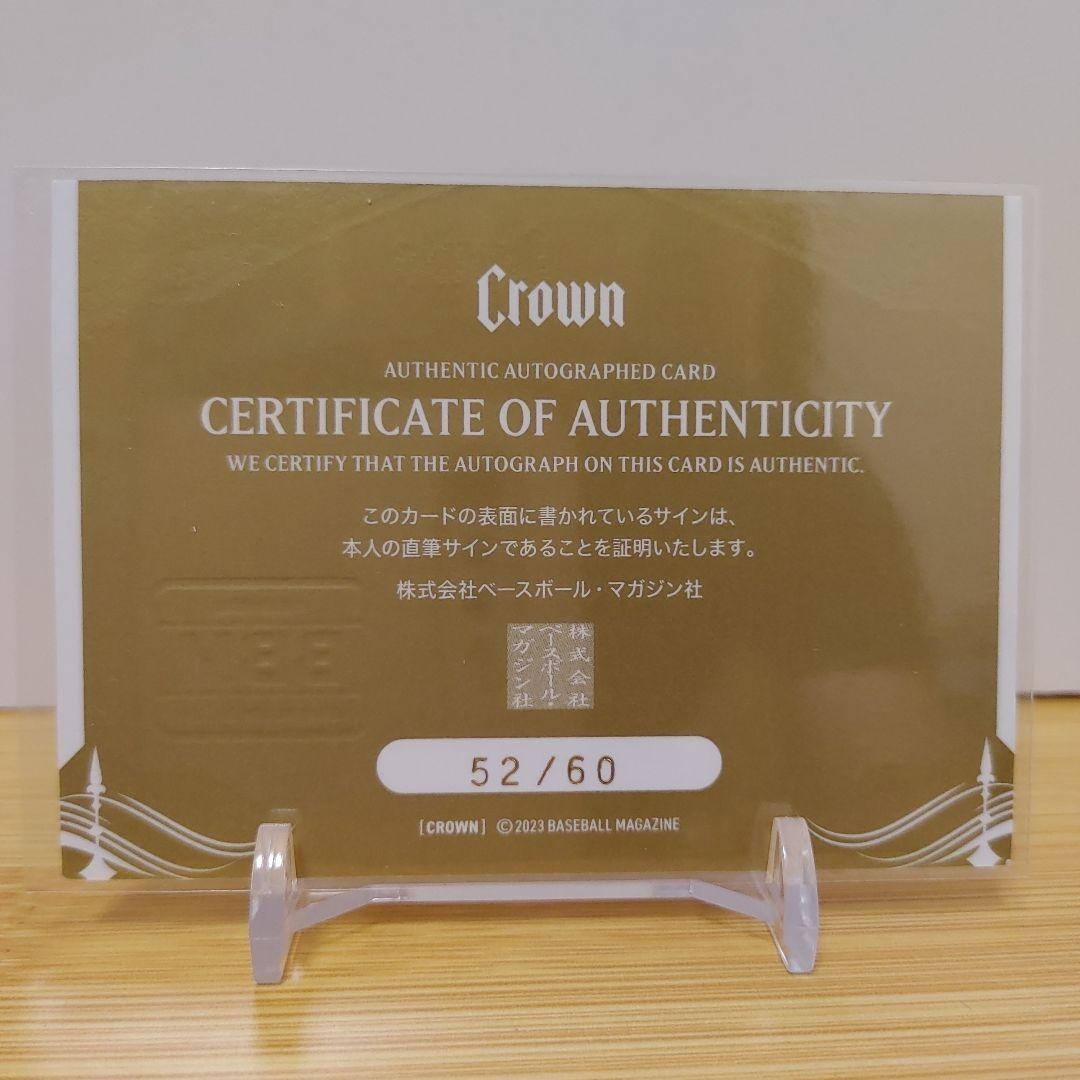 Crown
AUTHENTIC AUTOGRAPHED CARD
CERTIFICATE OF AUTHENTICITY
WE CERTIFY THAT THE AUTOGRAPH ON THIS CARD IS AUTHENTIC.
このカードの表面に書かれているサインは、
本人の直筆サインであることを証明いたします。
株式会社ベースボール・マガジン社
株式会社
ベースボール・
マガジン社
52/60
[CROWN] ©2023 BASEBALL MAGAZINE